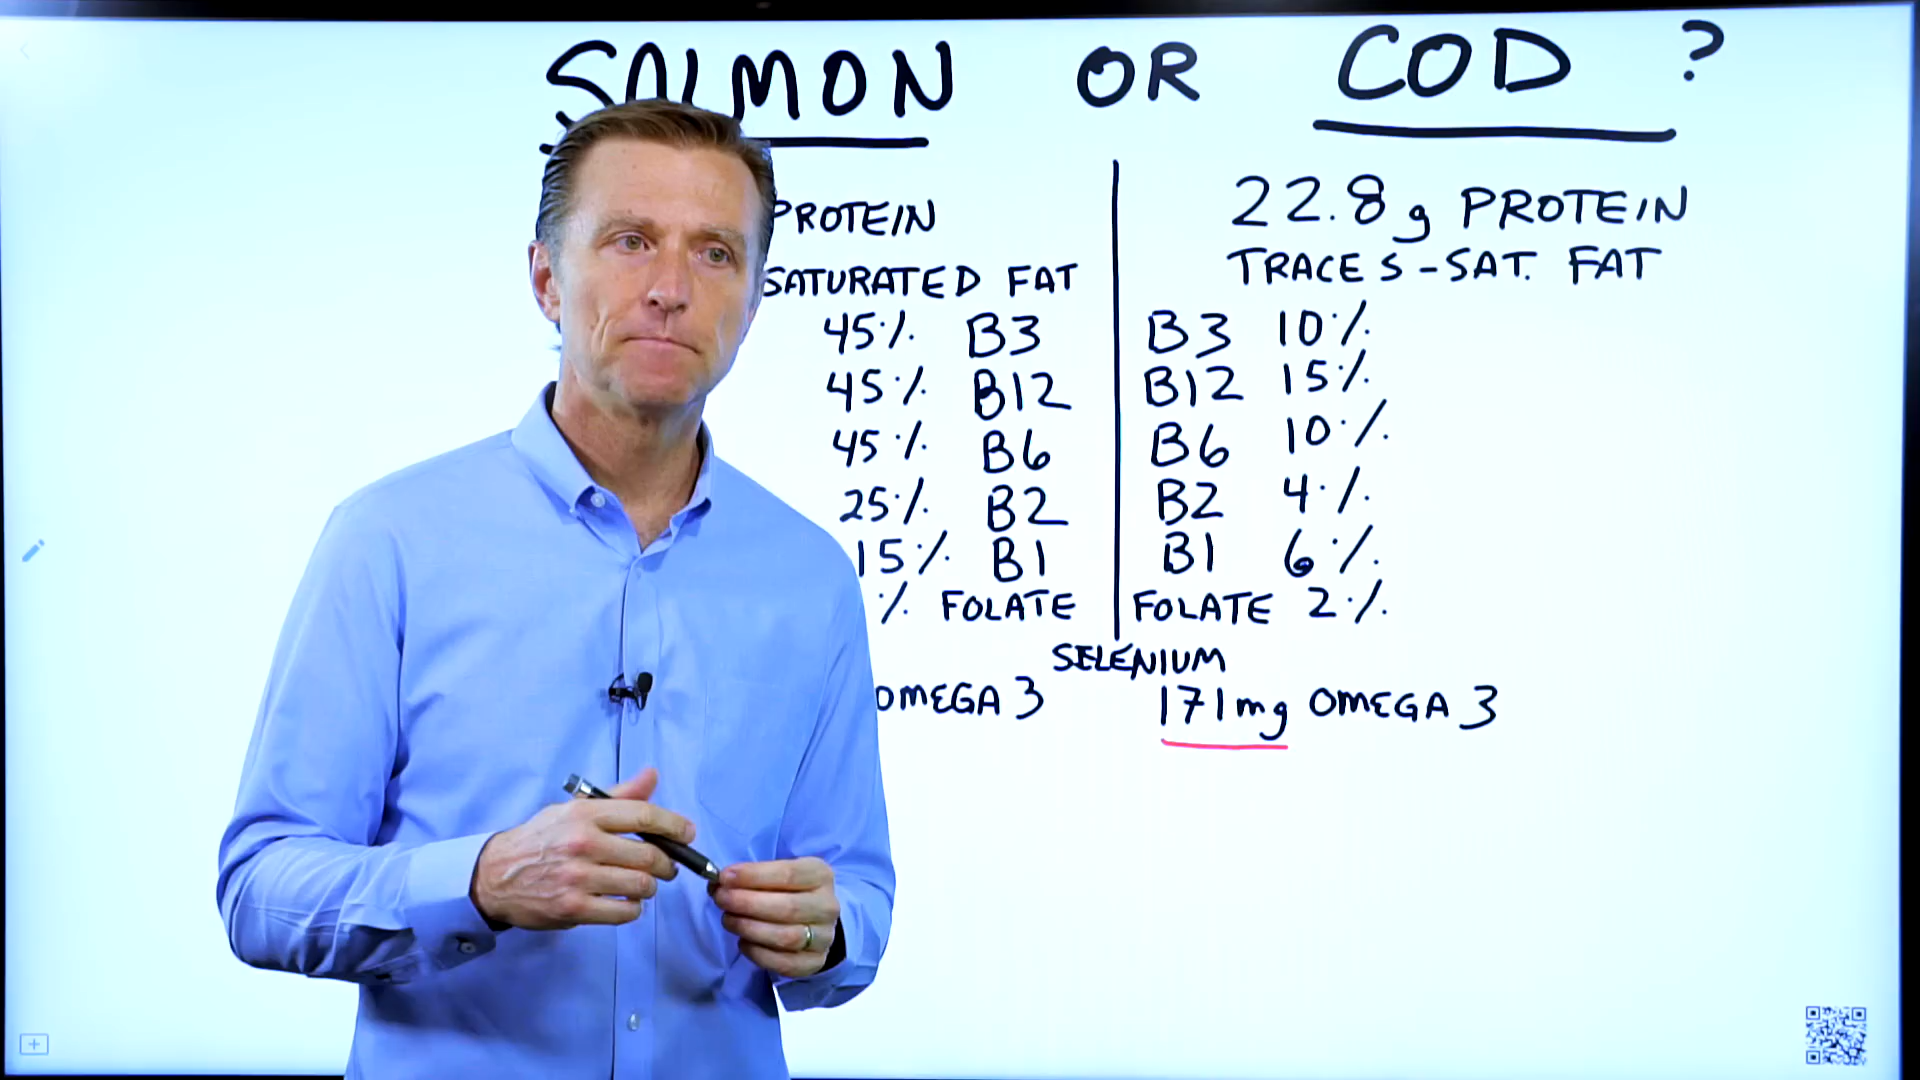 SALMON OR COD ?
PROTEIN
SATURATED FAT
45% B3
45% B12
45% B6
25% B2
15% B1
% FOLATE
22.8g PROTEIN
TRACES - SAT. FAT
B3 10%
B12 15%
B6 10%
B2 4%
B1 6%
FOLATE 2%
SELENIUM
OMEGA 3
171mg OMEGA 3